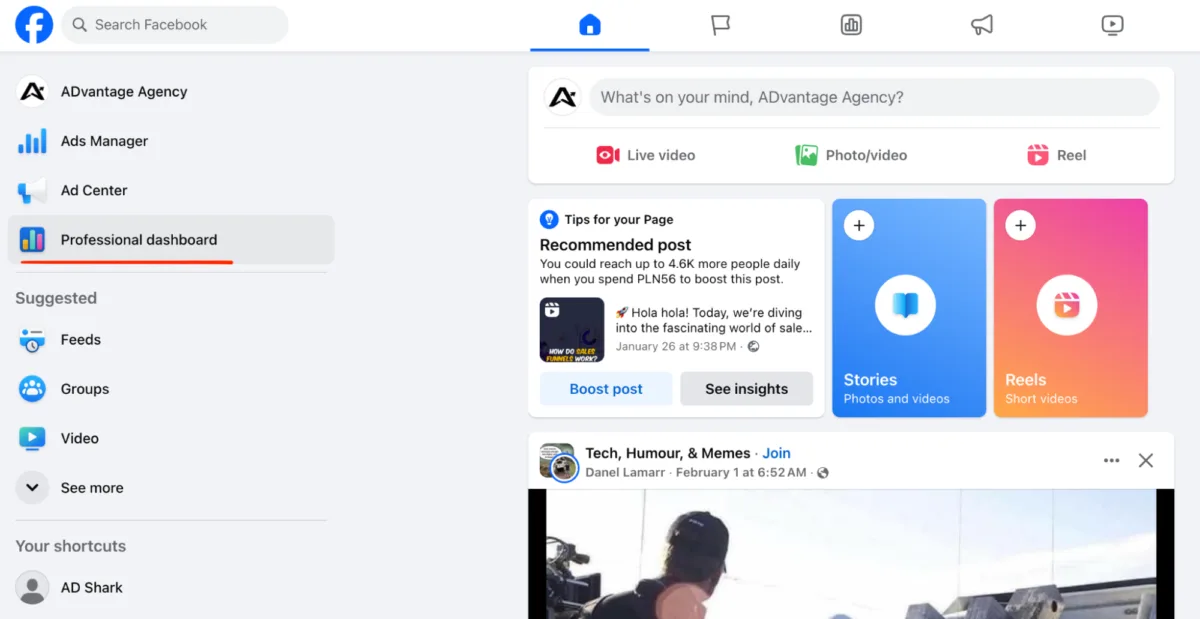 Search Facebook
ADvantage Agency
Ads Manager
Ad Center
Professional dashboard
Suggested
Feeds
Groups
Video
See more
Your shortcuts
AD Shark
What's on your mind, ADvantage Agency?
Live video
Photo/video
Reel
Tips for your Page
Recommended post
You could reach up to 4.6K more people daily
when you spend PLN56 to boost this post.
HOW DO SALES
FUNNELS WORK?
🚀 Hola hola! Today, we're diving
into the fascinating world of sale...
January 26 at 9:38 PM ·
Boost post
See insights
Stories
Photos and videos
Reels
Short videos
Tech, Humour, & Memes · Join
Danel Lamarr · February 1 at 6:52 AM ·